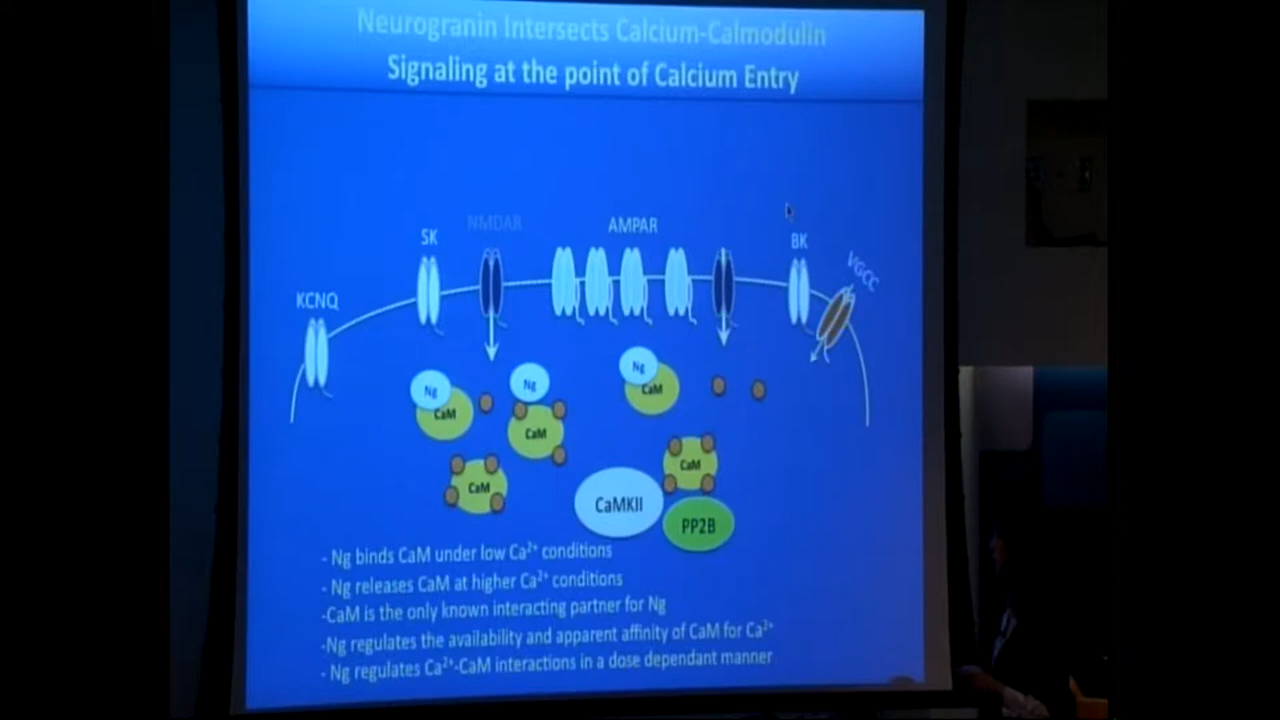 Neurogranin Intersects Calcium-Calmodulin
Signaling at the point of Calcium Entry
SK
NMDAR
AMPAR
BK
VGCC
KCNQ
Ng
CaM
Ng
CaM
Ng
CaM
CaM
CaM
CaMKII
PP2B
- Ng binds CaM under low Ca²⁺ conditions
- Ng releases CaM at higher Ca²⁺ conditions
-CaM is the only known interacting partner for Ng
-Ng regulates the availability and apparent affinity of CaM for Ca²⁺
- Ng regulates Ca²⁺-CaM interactions in a dose dependant manner